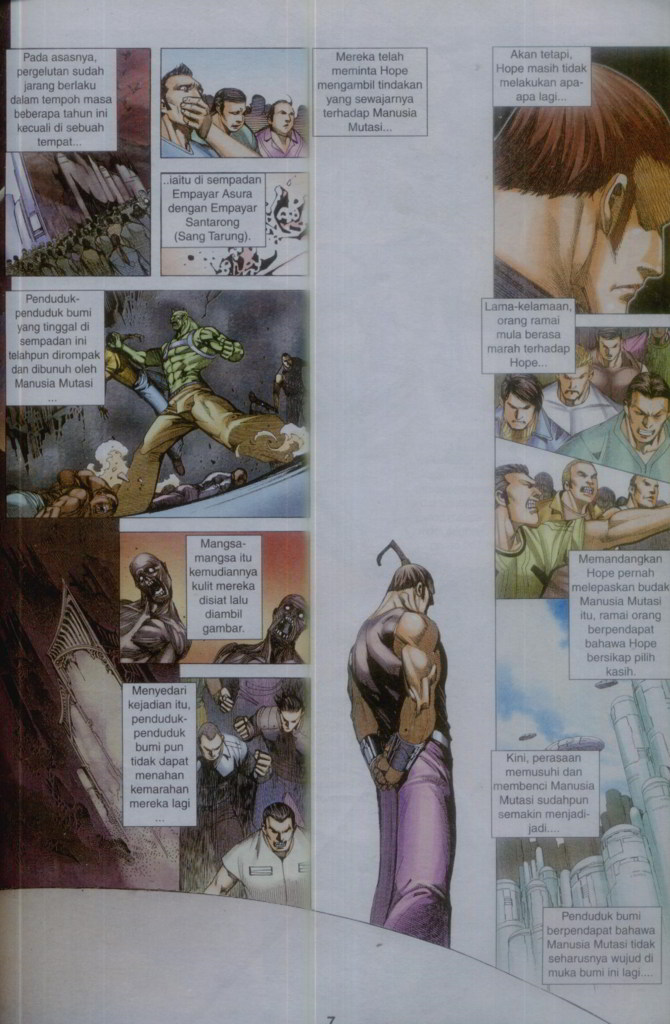 Pada asasnya,
pergelutan sudah
jarang berlaku
dalam tempoh masa
beberapa tahun ini
kecuali di sebuah
tempat...
..iaitu di sempadan
Empayar Asura
dengan Empayar
Santarong
(Sang Tarung).
Penduduk-
penduduk bumi
yang tinggal di
sempadan ini
telahpun dirompak
dan dibunuh oleh
Manusia Mutasi
...
Mangsa-
mangsa itu
kemudiannya
kulit mereka
disiat lalu
diambil
gambar.
Menyedari
kejadian itu,
penduduk-
penduduk
bumi pun
tidak dapat
menahan
kemarahan
mereka lagi
...
Mereka telah
meminta Hope
mengambil tindakan
yang sewajarnya
terhadap Manusia
Mutasi...
Akan tetapi,
Hope masih tidak
melakukan apa-
apa lagi...
Lama-kelamaan,
orang ramai
mula berasa
marah terhadap
Hope...
Memandangkan
Hope pernah
melepaskan budak
Manusia Mutasi
itu, ramai orang
berpendapat
bahawa Hope
bersikap pilih
kasih.
Kini, perasaan
memusuhi dan
membenci Manusia
Mutasi sudahpun
semakin menjadi-
jadi....
Penduduk bumi
berpendapat bahawa
Manusia Mutasi tidak
seharusnya wujud di
muka bumi ini lagi....
7